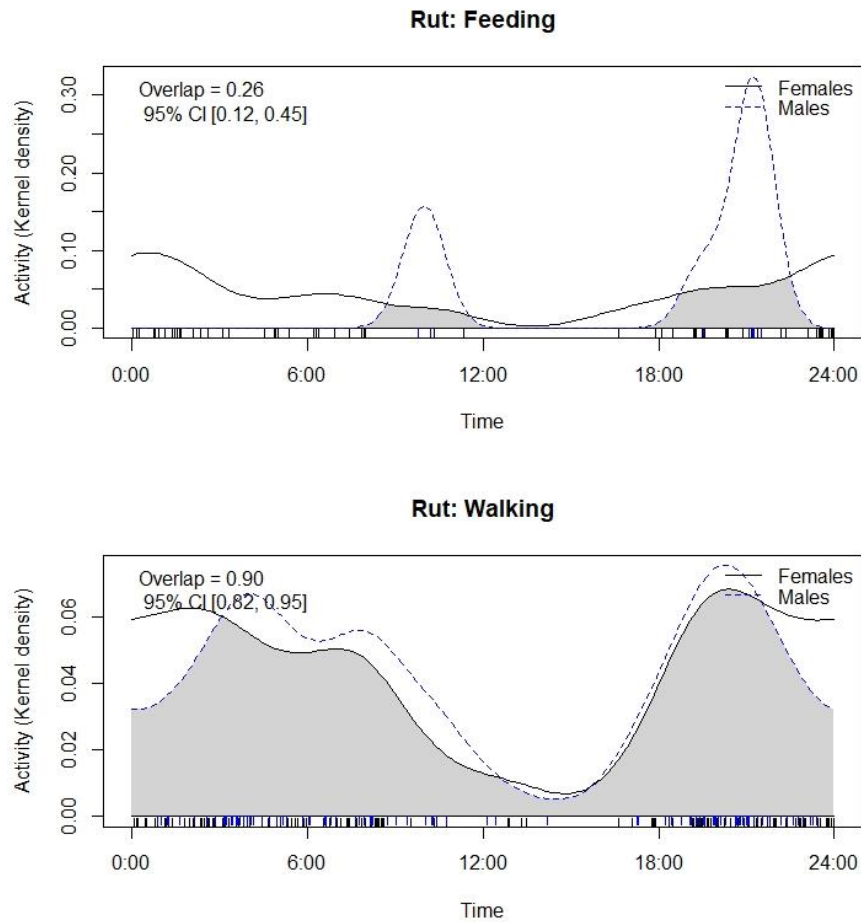 Rut: Feeding
Overlap = 0.26
95% CI [0.12, 0.45]
Females
Males
Activity (Kernel density)
0.30
0.20
0.10
0.00
0:00 6:00 12:00 18:00 24:00
Time
Rut: Walking
Overlap = 0.90
95% CI [0.82, 0.95]
Females
Males
Activity (Kernel density)
0.06
0.04
0.02
0.00
0:00 6:00 12:00 18:00 24:00
Time